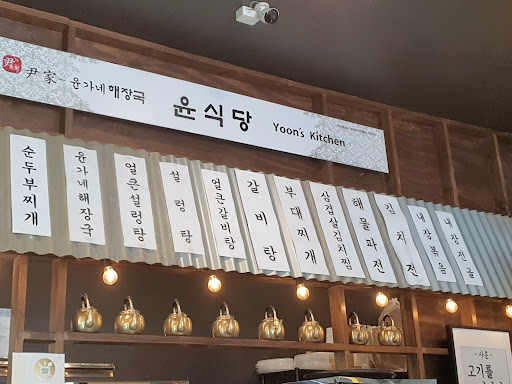 尹家-윤가네해장국
윤식당 Yoon's Kitchen
순두부찌개
윤가네해장국
얼큰설렁탕
설렁탕
얼큰갈비탕
갈비탕
부대찌개
삼겹살김치찜
해물파전
김치전
내장볶음
내장전골
고기를